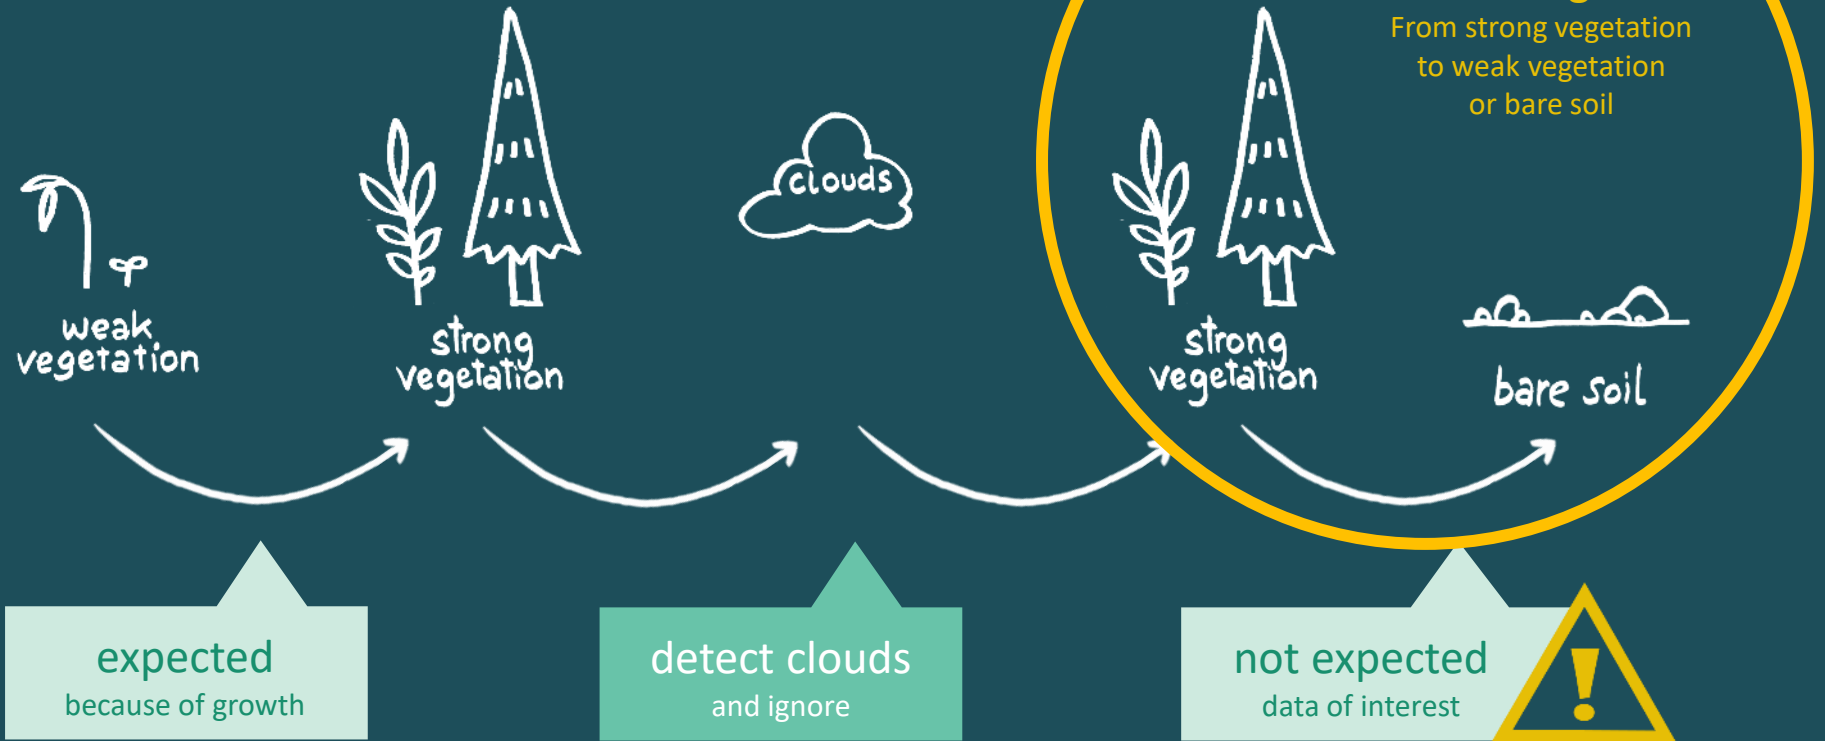 From strong vegetation
to weak vegetation
or bare soil
clouds
weak
vegetation
strong
vegetation
strong
vegetation
bare soil
expected
because of growth
detect clouds
and ignore
not expected
data of interest
!